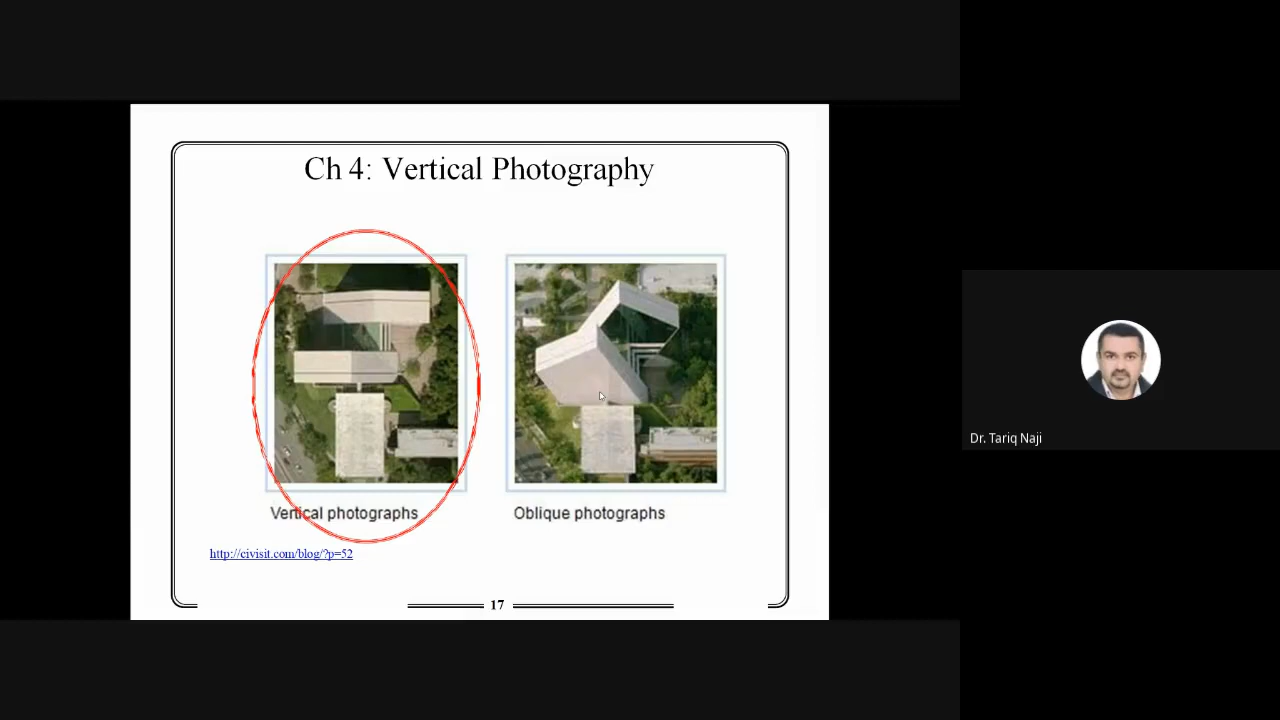 Ch 4: Vertical Photography
Vertical photographs
Oblique photographs
http://civisit.com/blog/?p=52
17
Dr. Tariq Naji